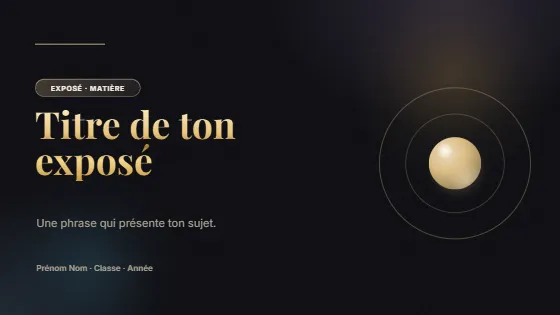 EXPOSÉ · MATIÈRE
Titre de ton
exposé
Une phrase qui présente ton sujet.
Prénom Nom · Classe · Année